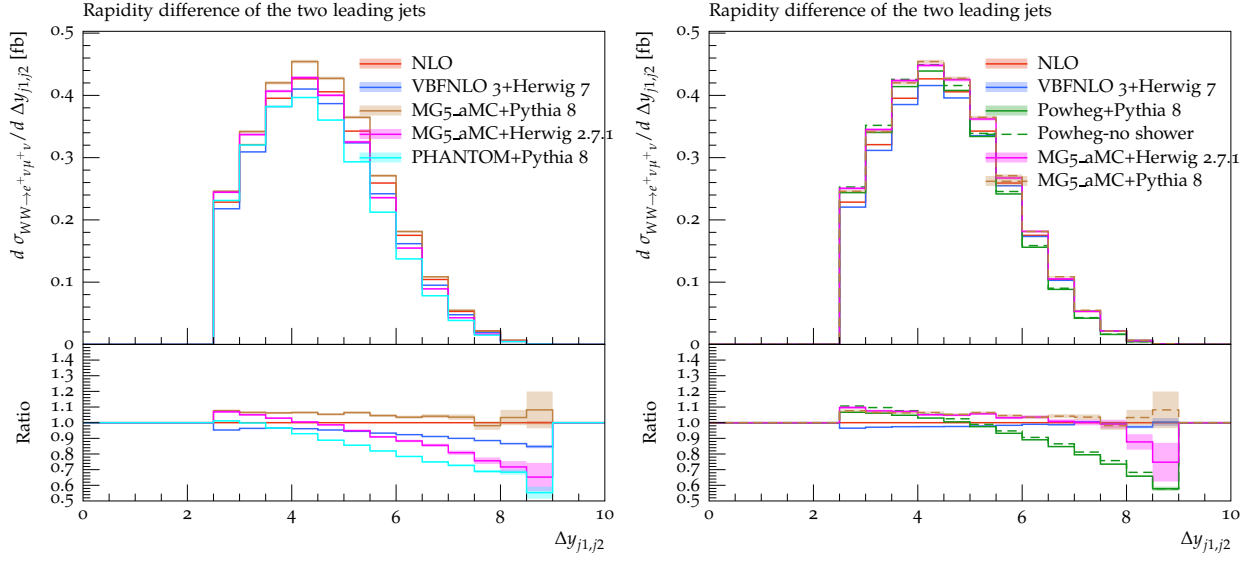 Rapidity difference of the two leading jets
d σ_{WW→e⁺νμ⁺ν}/d Δy_{j1,j2} [fb]
0.5
0.4
0.3
0.2
0.1
0
NLO
VBFNLO 3+Herwig 7
MG5_aMC+Pythia 8
MG5_aMC+Herwig 2.7.1
PHANTOM+Pythia 8
Ratio
1.4
1.3
1.2
1.1
1.0
0.9
0.8
0.7
0.6
0.5
0 2 4 6 8 10
Δy_{j1,j2}
Rapidity difference of the two leading jets
d σ_{WW→e⁺νμ⁺ν}/d Δy_{j1,j2} [fb]
0.5
0.4
0.3
0.2
0.1
0
NLO
VBFNLO 3+Herwig 7
Powheg+Pythia 8
Powheg-no shower
MG5_aMC+Herwig 2.7.1
MG5_aMC+Pythia 8
Ratio
1.4
1.3
1.2
1.1
1.0
0.9
0.8
0.7
0.6
0.5
0 2 4 6 8 10
Δy_{j1,j2}